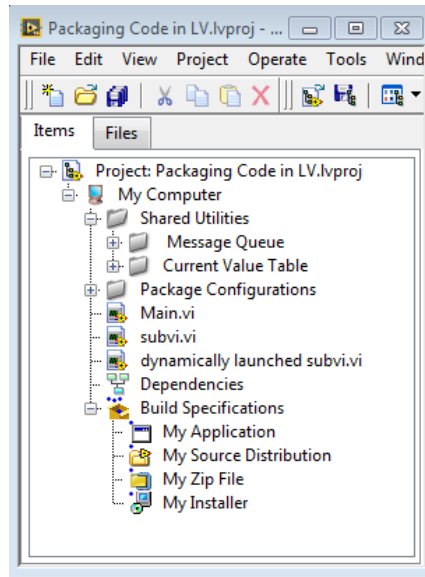 Packaging Code in LV.lvproj - ...
File Edit View Project Operate Tools Wind
Items Files
Project: Packaging Code in LV.lvproj
My Computer
Shared Utilities
Message Queue
Current Value Table
Package Configurations
Main.vi
subvi.vi
dynamically launched subvi.vi
Dependencies
Build Specifications
My Application
My Source Distribution
My Zip File
My Installer